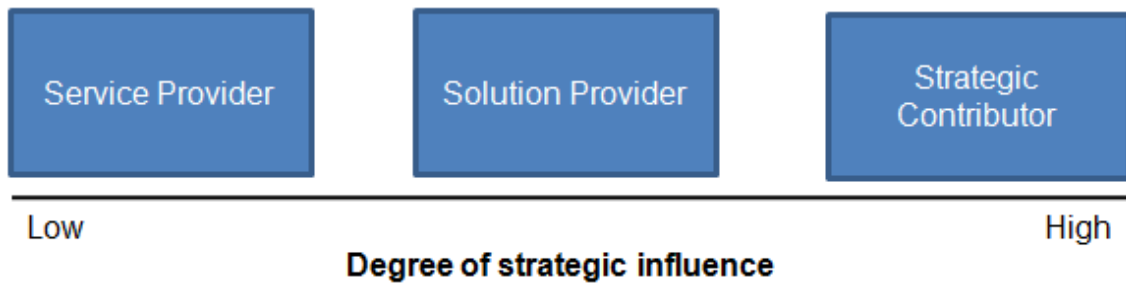 Service Provider
Solution Provider
Strategic
Contributor
Low
High
Degree of strategic influence